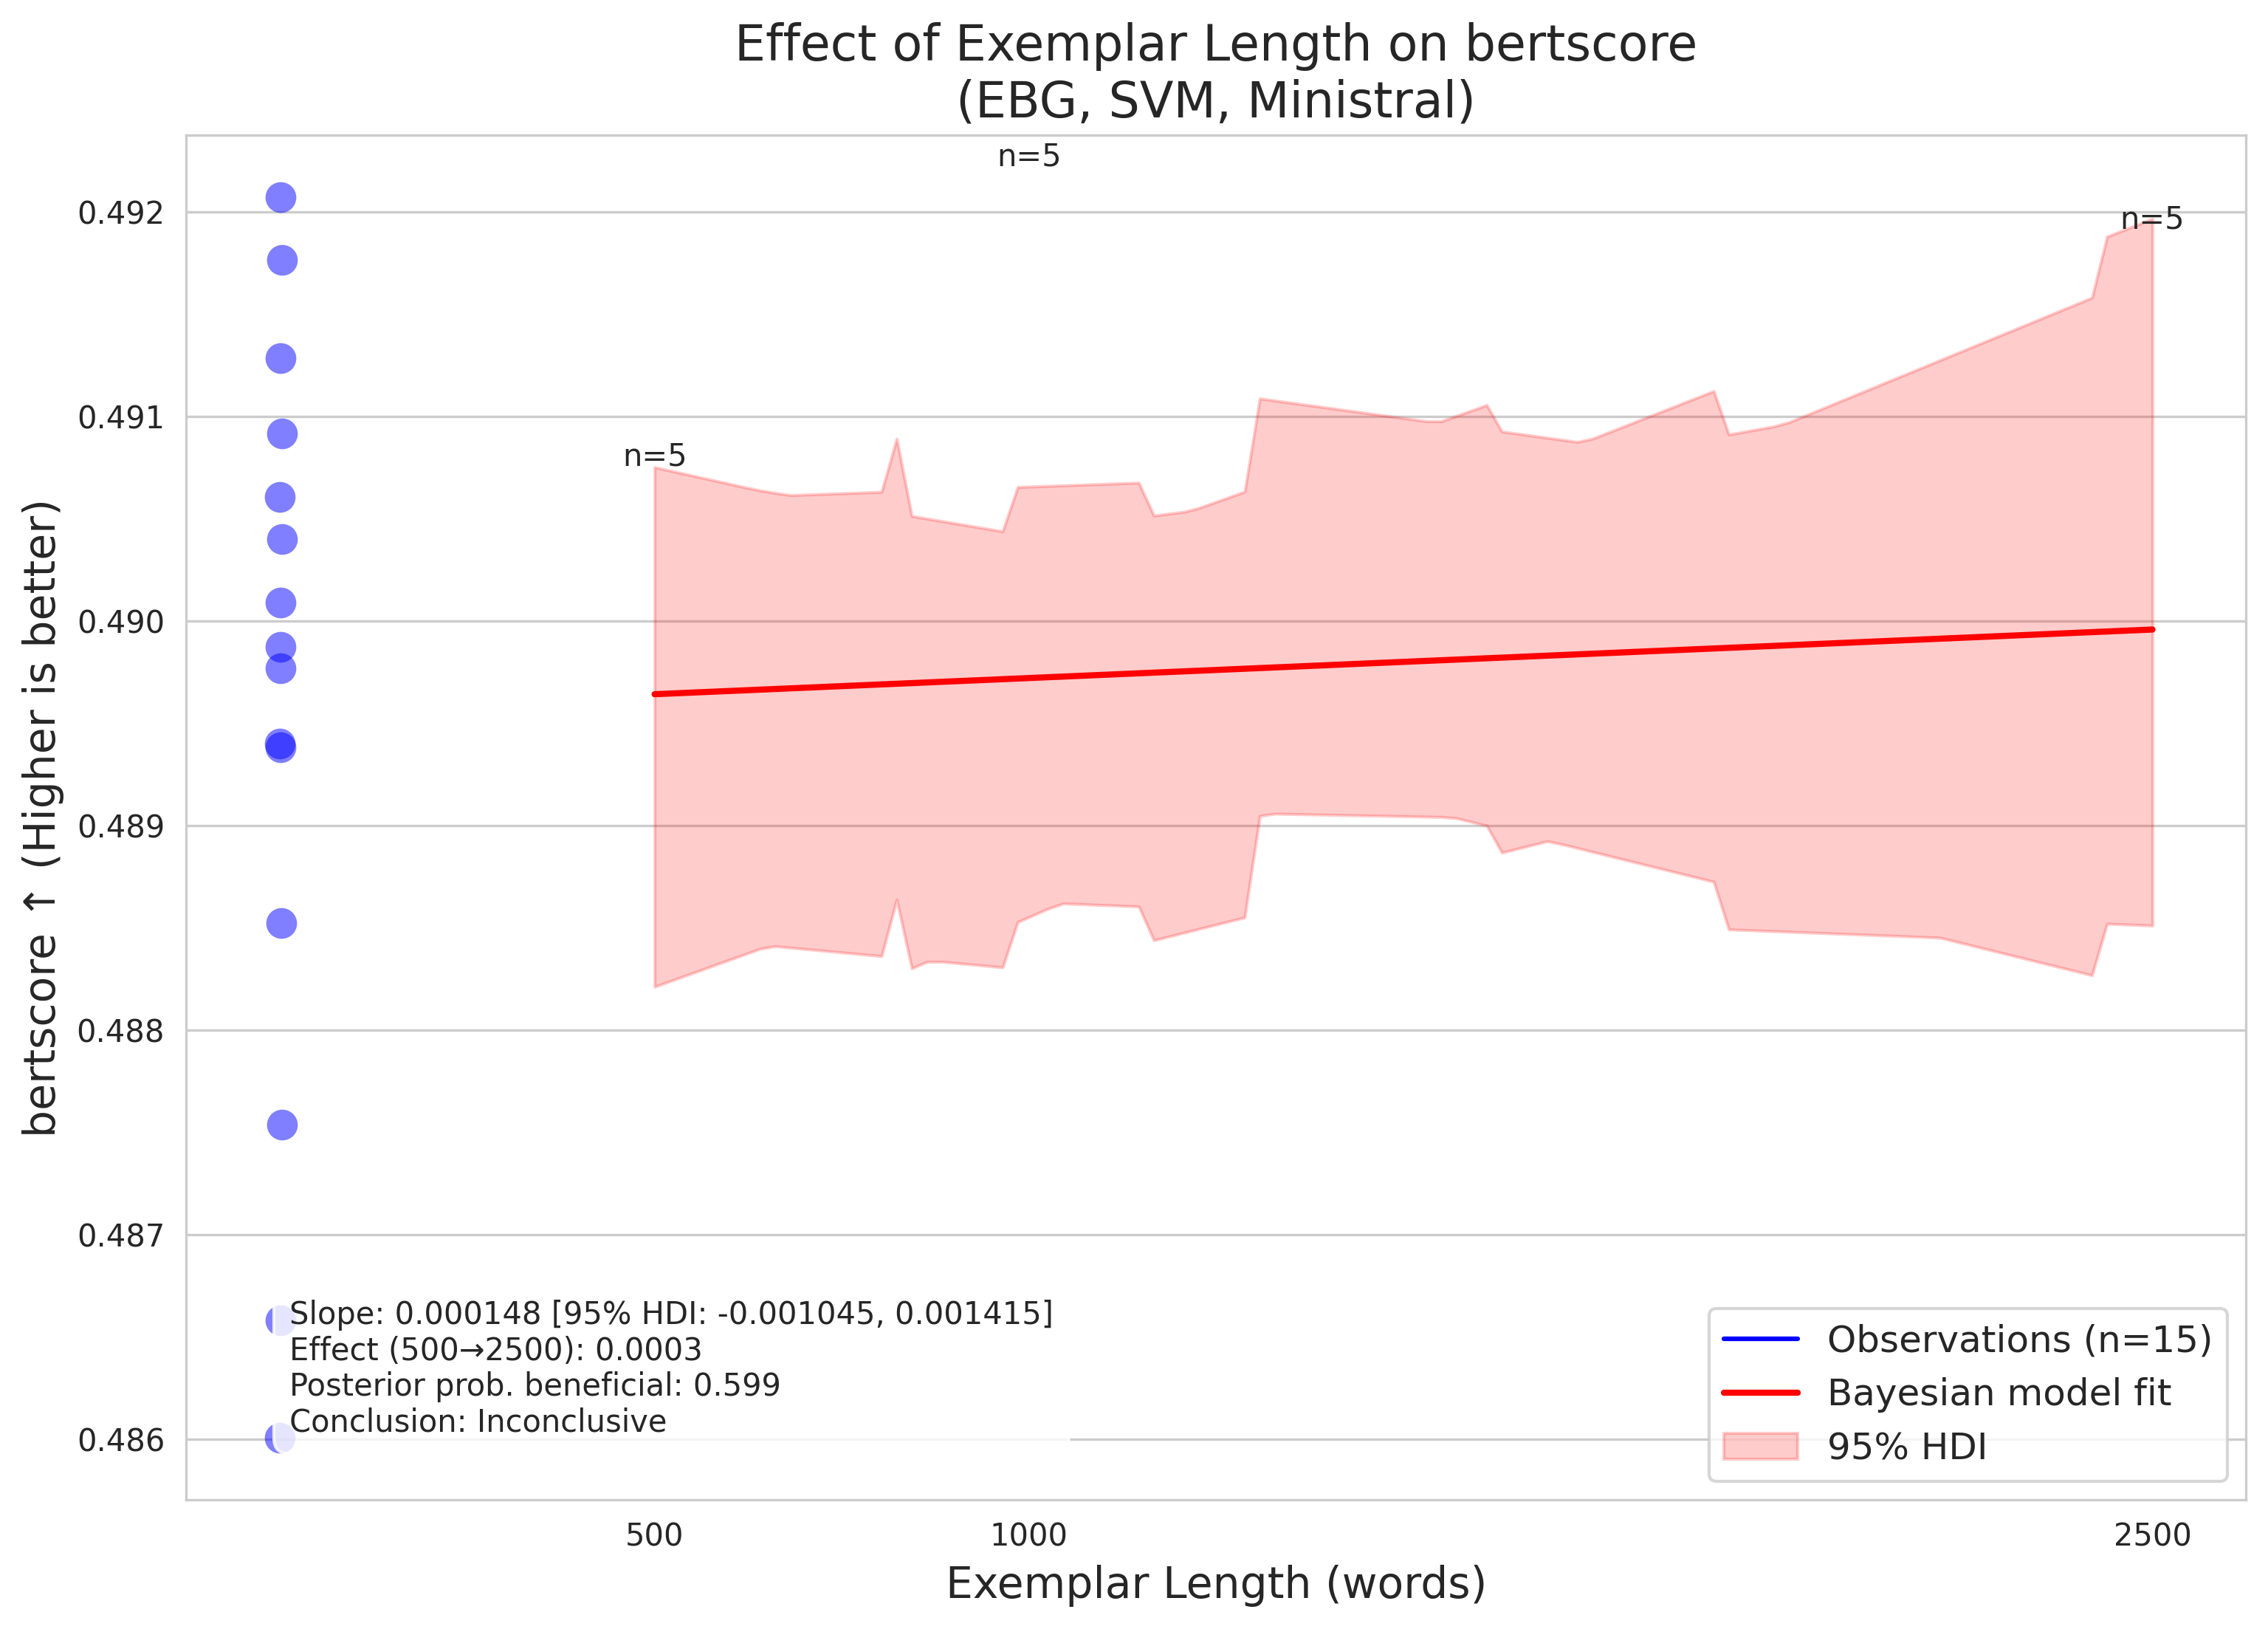 Effect of Exemplar Length on bertscore
(EBG, SVM, Ministral)
n=5
n=5
n=5
bertscore ↑ (Higher is better)
0.492
0.491
0.490
0.489
0.488
0.487
0.486
Slope: 0.000148 [95% HDI: -0.001045, 0.001415]
Effect (500→2500): 0.0003
Posterior prob. beneficial: 0.599
Conclusion: Inconclusive
Observations (n=15)
Bayesian model fit
95% HDI
500
1000
2500
Exemplar Length (words)